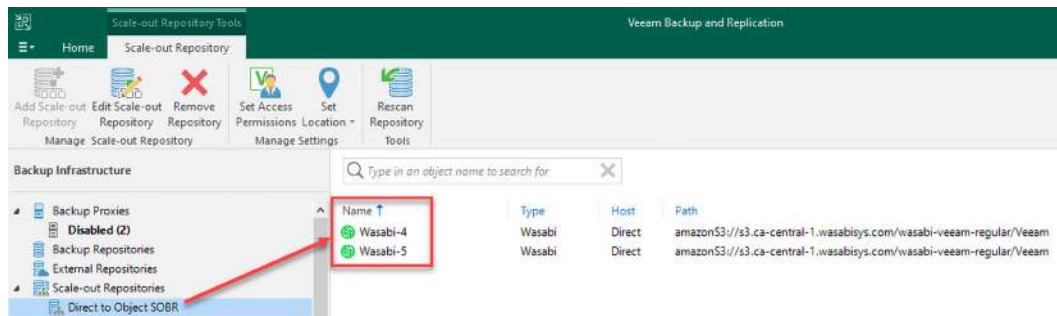 Scale-out Repository Tools
Veeam Backup and Replication
Home
Scale-out Repository
Add Scale-out Repository
Edit Scale-out Repository
Remove Repository
Set Access Permissions
Set Location
Rescan Repository
Manage Scale-out Repository
Manage Settings
Tools
Backup Infrastructure
Type in an object name to search for
Backup Proxies
Disabled (2)
Backup Repositories
External Repositories
Scale-out Repositories
Direct to Object SOBR
Name Type Host Path
Wasabi-4 Wasabi Direct amazonS3://s3.ca-central-1.wasabisys.com/wasabi-veeam-regular/Veeam
Wasabi-5 Wasabi Direct amazonS3://s3.ca-central-1.wasabisys.com/wasabi-veeam-regular/Veeam